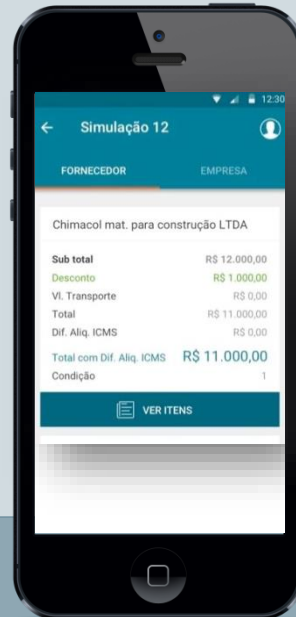 12:30
Simulação 12
FORNECEDOR EMPRESA
Chimacol mat. para construção LTDA
Sub total R$ 12.000,00
Desconto R$ 1.000,00
Vl. Transporte R$ 0,00
Total R$ 11.000,00
Dif. Aliq. ICMS R$ 0,00
Total com Dif. Aliq. ICMS R$ 11.000,00
Condição 1
VER ITENS